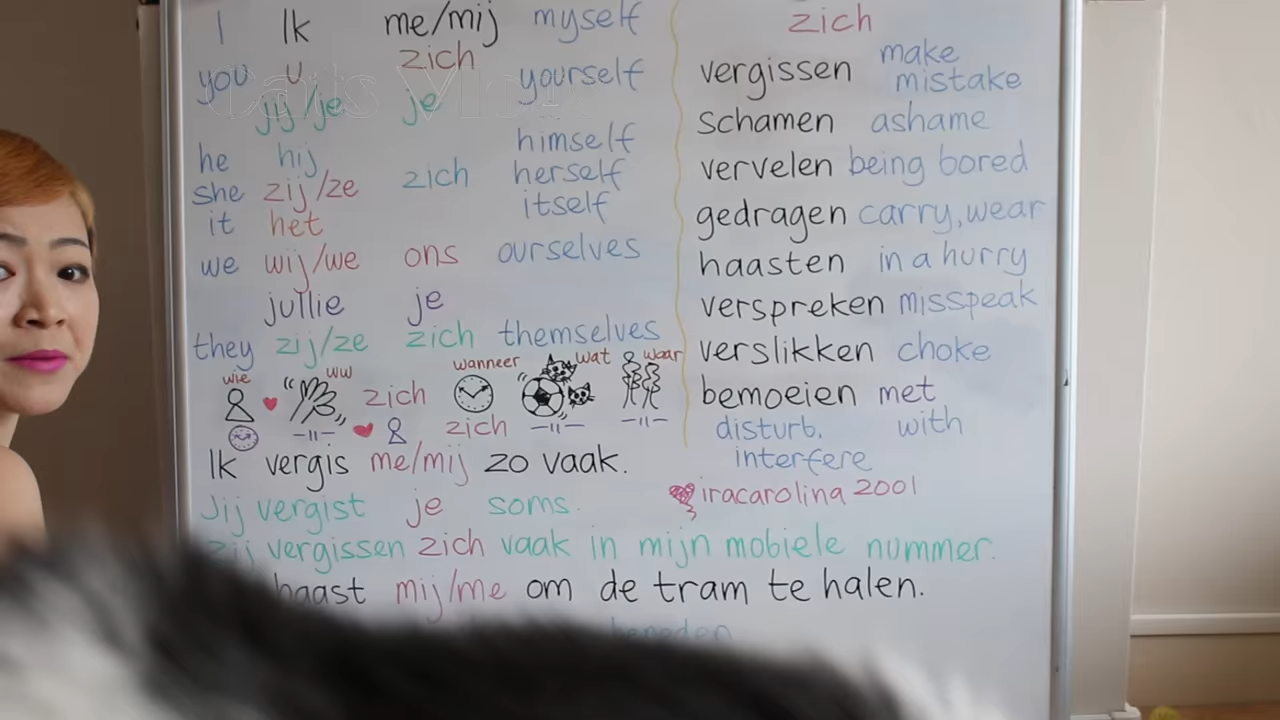 I Ik me/mij myself
you u zich yourself
jij/je je
himself
he hij
she zij/ze zich herself
it het itself
we wij/we ons ourselves
jullie je
they zij/ze zich themselves
wie ww zich wanneer wat waar
zich
Ik vergis me/mij zo vaak.
Jij vergist je soms.
Zij vergissen zich vaak in mijn mobiele nummer.
haast mij/me om de tram te halen.
beneden
zich
vergissen make mistake
schamen ashame
vervelen being bored
gedragen carry, wear
haasten in a hurry
verspreken misspeak
verslikken choke
bemoeien met
disturb. with
interfere
iracarolina 2001